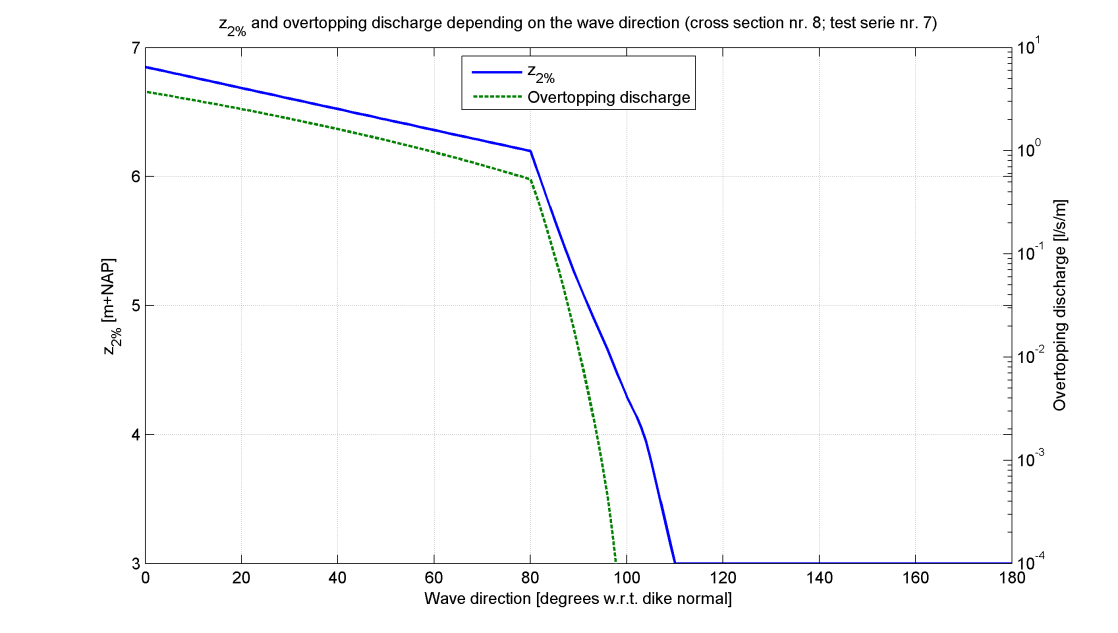 z2% and overtopping discharge depending on the wave direction (cross section nr. 8; test serie nr. 7)
z2%
Overtopping discharge
7
6
5
4
3
z2% [m+NAP]
10^1
10^0
10^-1
10^-2
10^-3
10^-4
Overtopping discharge [l/s/m]
0 20 40 60 80 100 120 140 160 180
Wave direction [degrees w.r.t. dike normal]